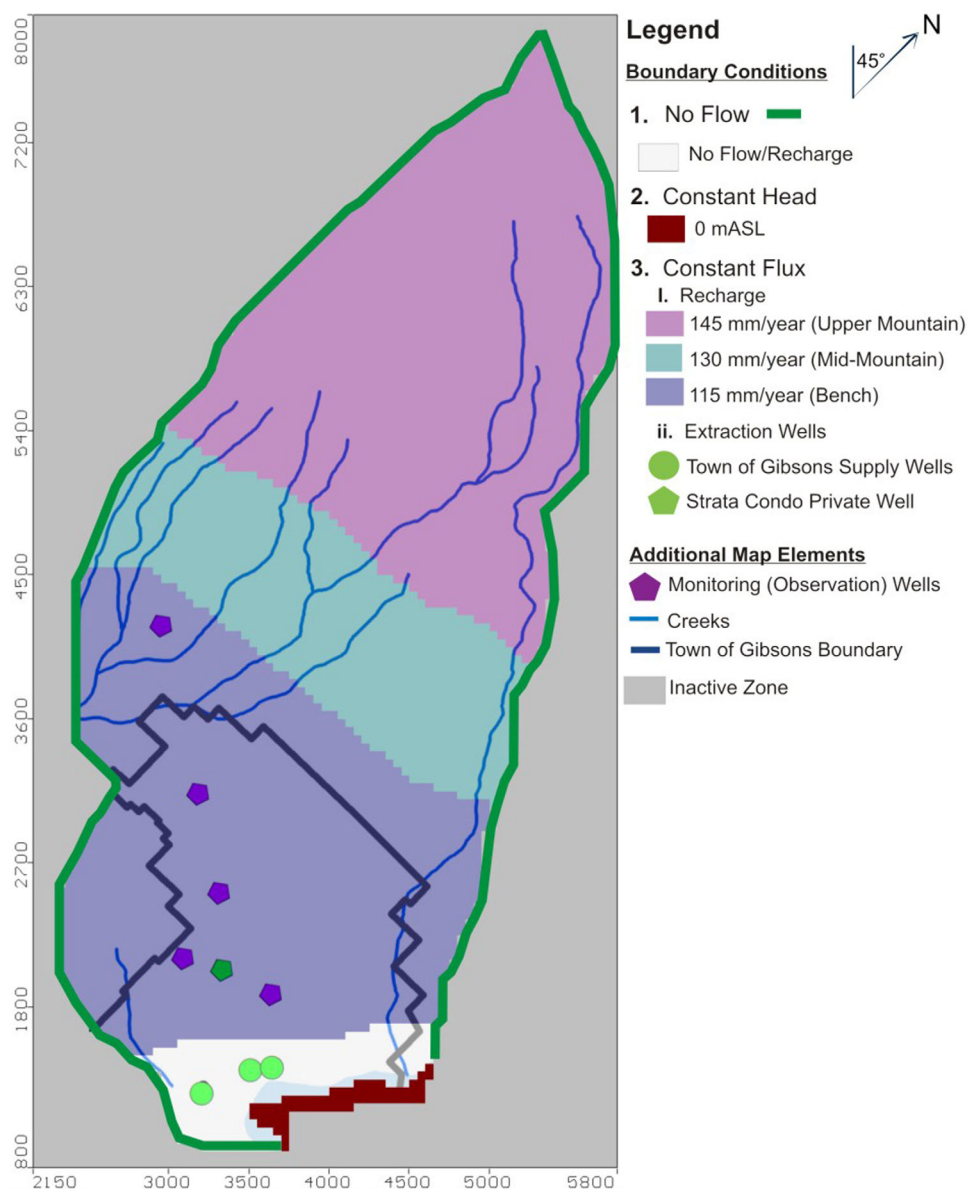 Legend
N
45°
Boundary Conditions
1. No Flow
No Flow/Recharge
2. Constant Head
0 mASL
3. Constant Flux
I. Recharge
145 mm/year (Upper Mountain)
130 mm/year (Mid-Mountain)
115 mm/year (Bench)
ii. Extraction Wells
Town of Gibsons Supply Wells
Strata Condo Private Well
Additional Map Elements
Monitoring (Observation) Wells
Creeks
Town of Gibsons Boundary
Inactive Zone
8000
7200
6300
5400
4500
3600
2700
1800
800
2150 3000 3500 4000 4500 5000 5800